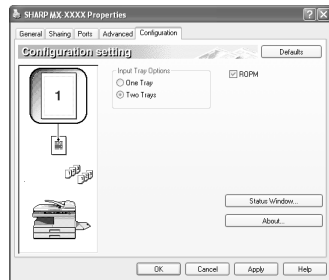 SHARP MX-XXXX Properties
General Sharing Ports Advanced Configuration
Configuration setting
Defaults
Input Tray Options
One Tray
Two Trays
ROPM
1
Status Window...
About...
OK Cancel Apply Help